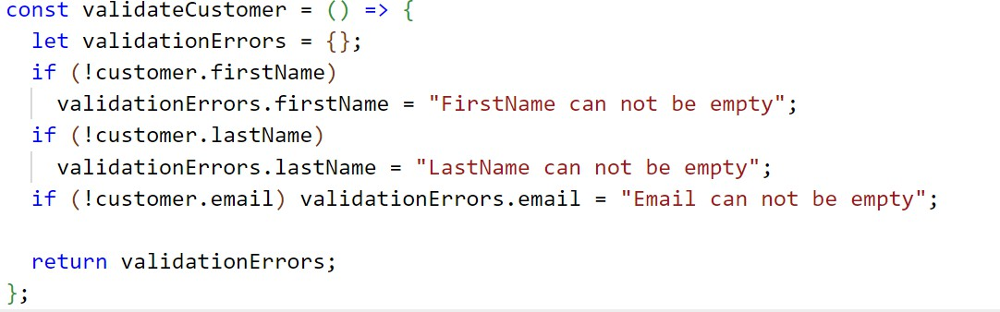 const validateCustomer = () => {
  let validationErrors = {};
  if (!customer.firstName)
    validationErrors.firstName = "FirstName can not be empty";
  if (!customer.lastName)
    validationErrors.lastName = "LastName can not be empty";
  if (!customer.email) validationErrors.email = "Email can not be empty";

  return validationErrors;
};